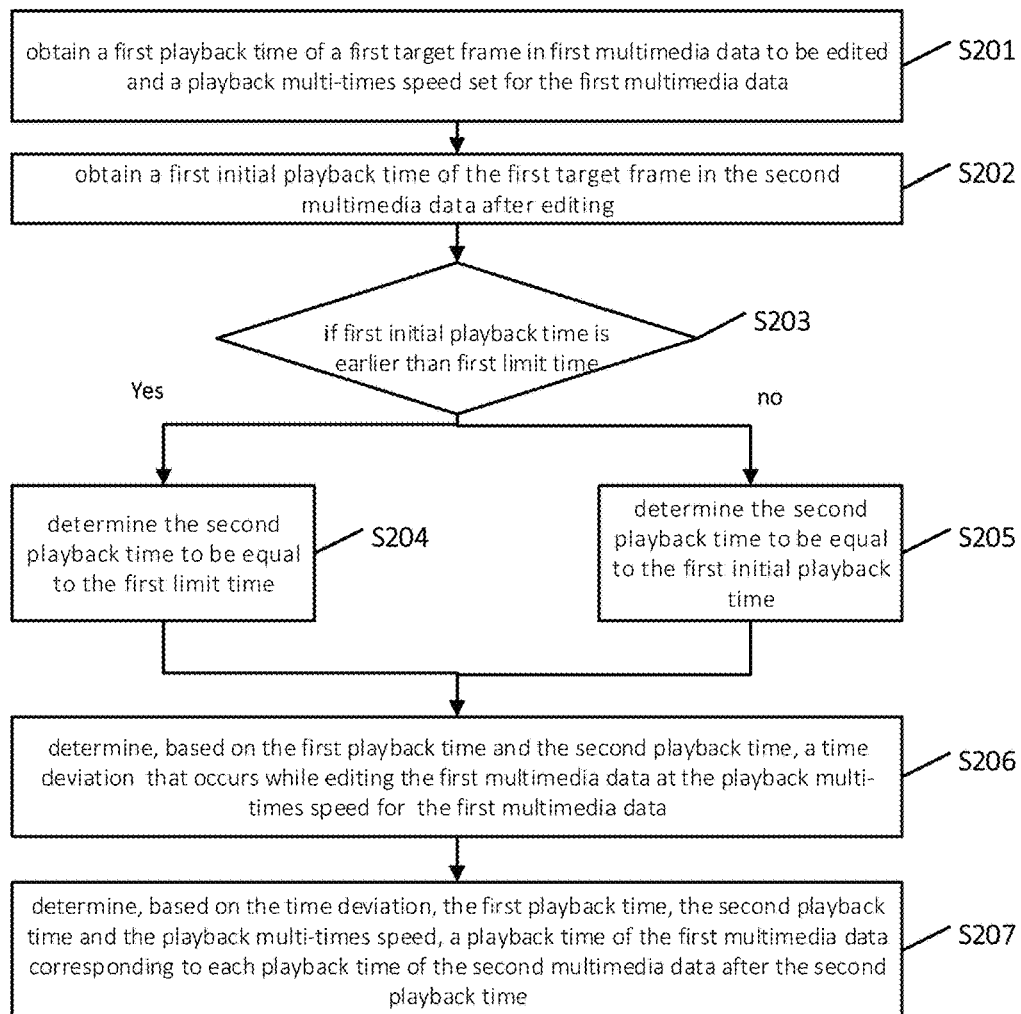 obtain a first playback time of a first target frame in first multimedia data to be edited
and a playback multi-times speed set for the first multimedia data
S201
obtain a first initial playback time of the first target frame in the second
multimedia data after editing
S202
if first initial playback time is
earlier than first limit time
S203
Yes
no
determine the second
playback time to be equal
to the first limit time
S204
determine the second
playback time to be equal
to the first initial playback
time
S205
determine, based on the first playback time and the second playback time, a time
deviation that occurs while editing the first multimedia data at the playback multi-
times speed for the first multimedia data
S206
determine, based on the time deviation, the first playback time, the second playback
time and the playback multi-times speed, a playback time of the first multimedia data
corresponding to each playback time of the second multimedia data after the second
playback time
S207